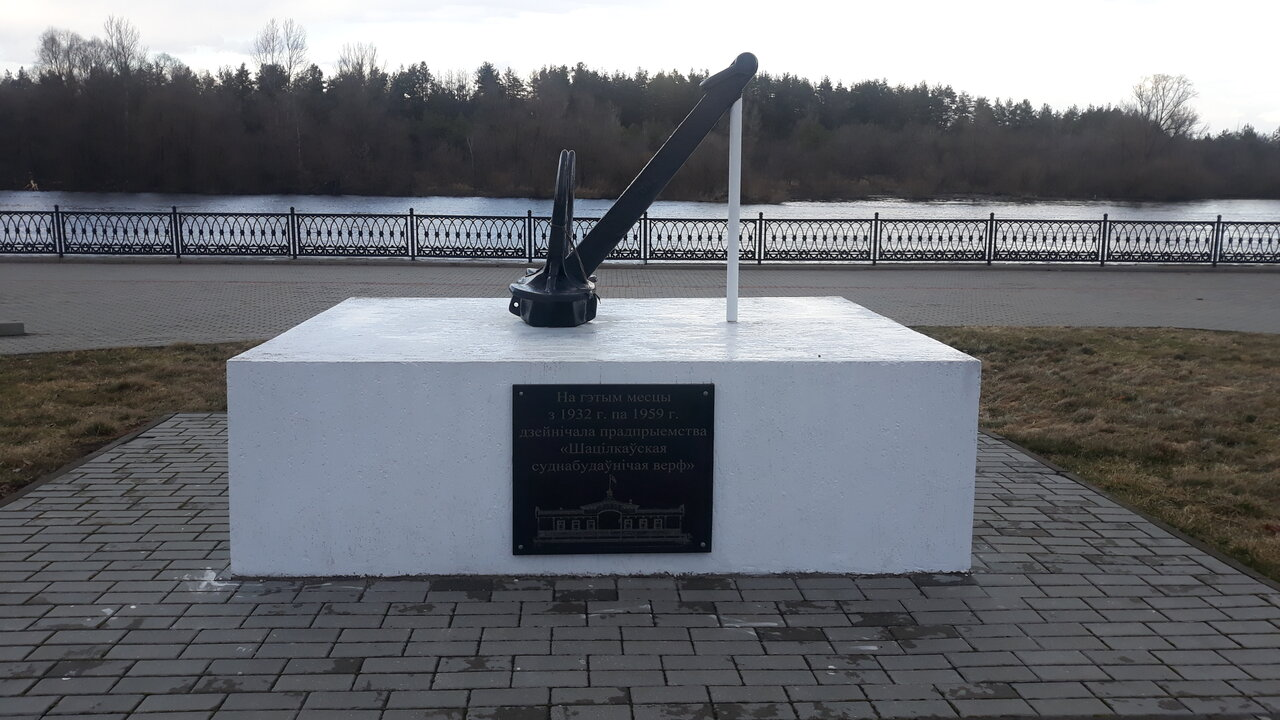 На гэтым месцы
з 1932 г. па 1959 г.
дзейнічала прадпрыемства
«Шацілкаўская
суднабудаўнічая верф»